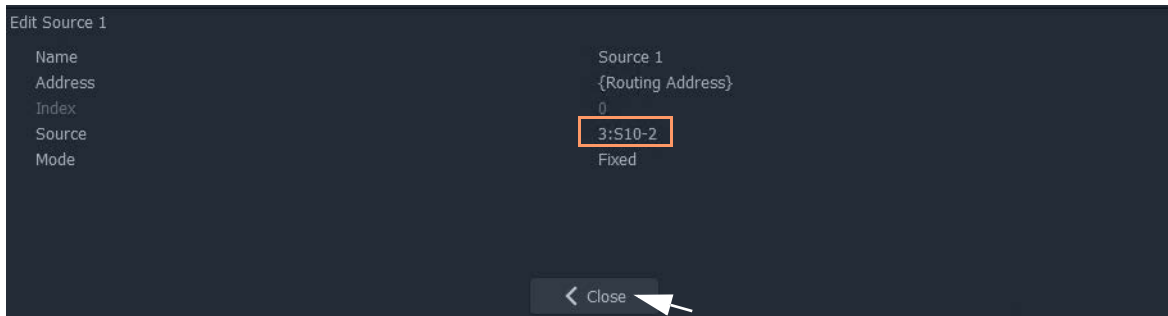 Edit Source 1
Name Source 1
Address {Routing Address}
Index 0
Source 3:S10-2
Mode Fixed
Close